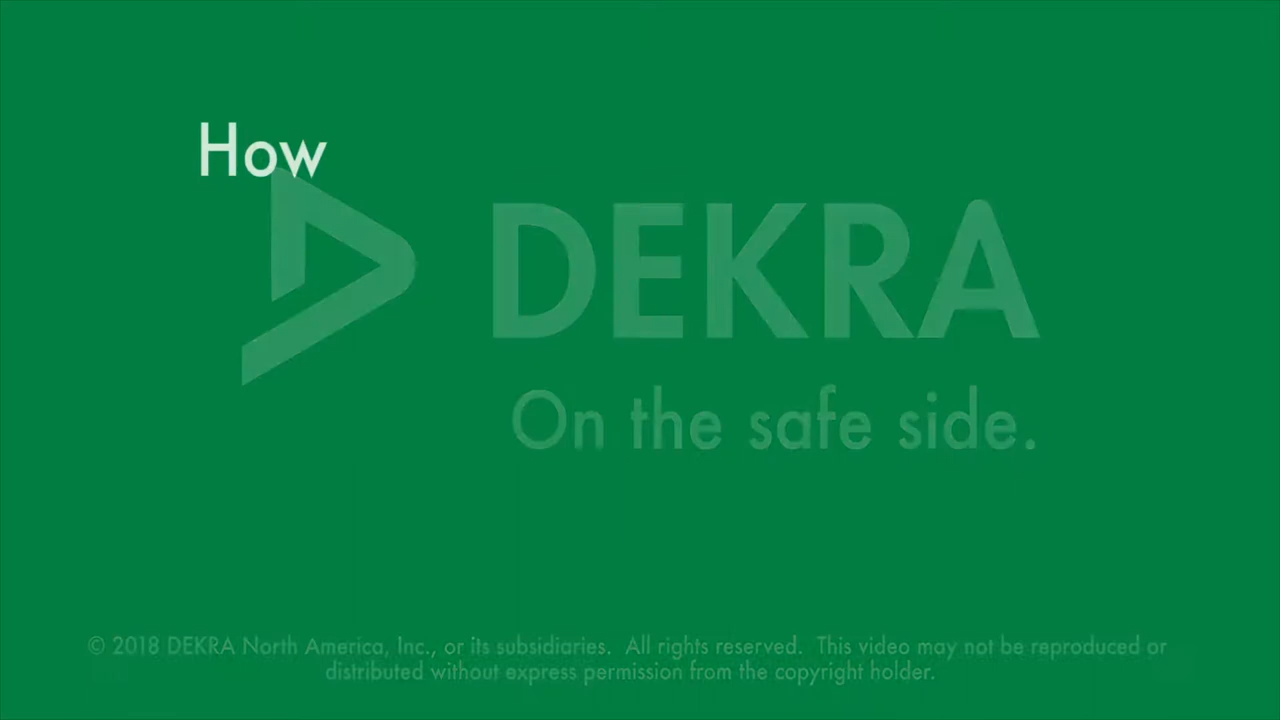 How
DEKRA
On the safe side.
© 2018 DEKRA North America, Inc., or its subsidiaries. All rights reserved. This video may not be reproduced or
distributed without express permission from the copyright holder.